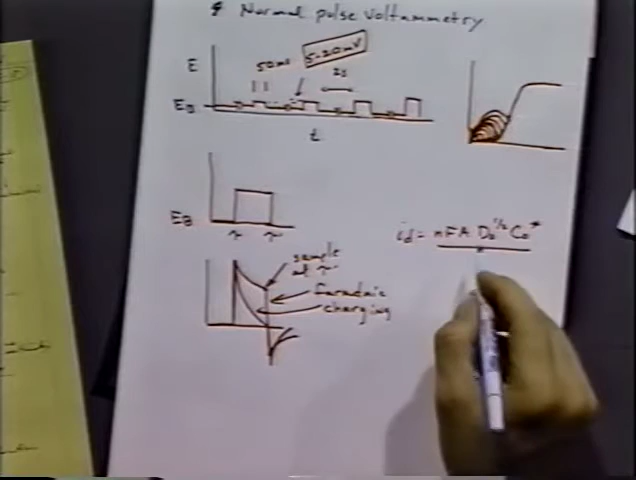 Normal pulse voltammetry
E
50ms
5-20mV
2s
EB
t
EB
τ τ'
id = nFA Do^1/2 Co*
sample
at τ'
faradaic
charging